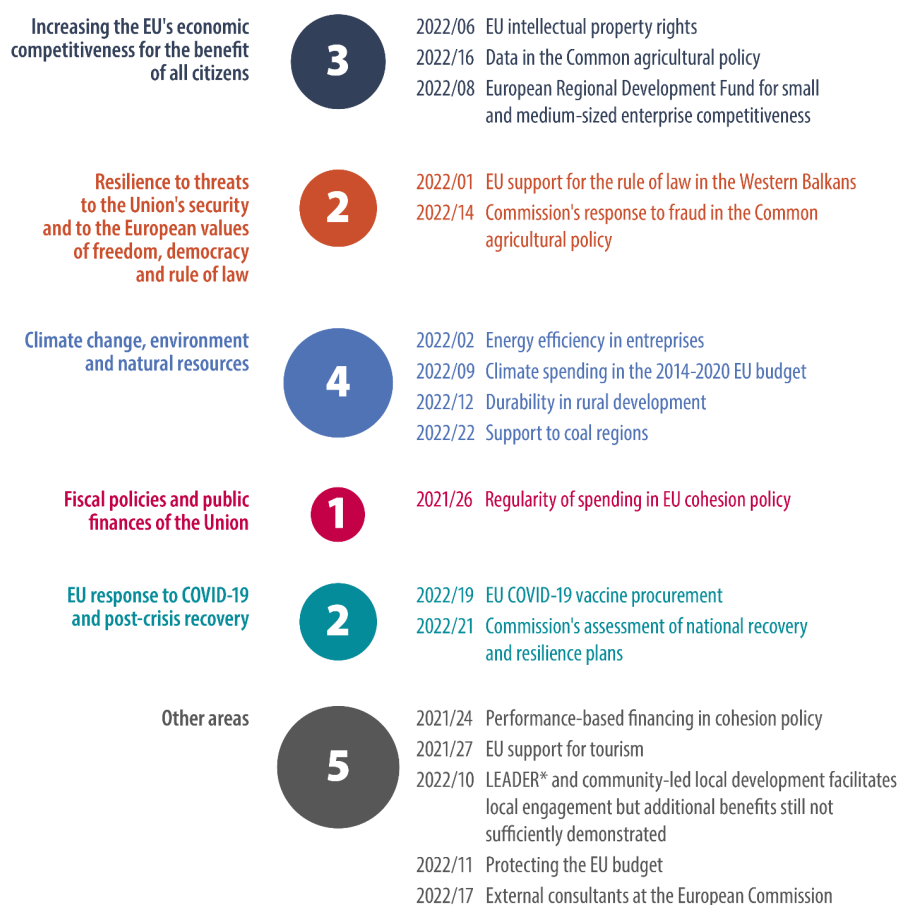 Increasing the EU's economic
competitiveness for the benefit
of all citizens
3
2022/06 EU intellectual property rights
2022/16 Data in the Common agricultural policy
2022/08 European Regional Development Fund for small
and medium-sized enterprise competitiveness
Resilience to threats
to the Union's security
and to the European values
of freedom, democracy
and rule of law
2
2022/01 EU support for the rule of law in the Western Balkans
2022/14 Commission's response to fraud in the Common
agricultural policy
Climate change, environment
and natural resources
4
2022/02 Energy efficiency in entreprises
2022/09 Climate spending in the 2014-2020 EU budget
2022/12 Durability in rural development
2022/22 Support to coal regions
Fiscal policies and public
finances of the Union
1
2021/26 Regularity of spending in EU cohesion policy
EU response to COVID-19
and post-crisis recovery
2
2022/19 EU COVID-19 vaccine procurement
2022/21 Commission's assessment of national recovery
and resilience plans
Other areas
5
2021/24 Performance-based financing in cohesion policy
2021/27 EU support for tourism
2022/10 LEADER* and community-led local development facilitates
local engagement but additional benefits still not
sufficiently demonstrated
2022/11 Protecting the EU budget
2022/17 External consultants at the European Commission